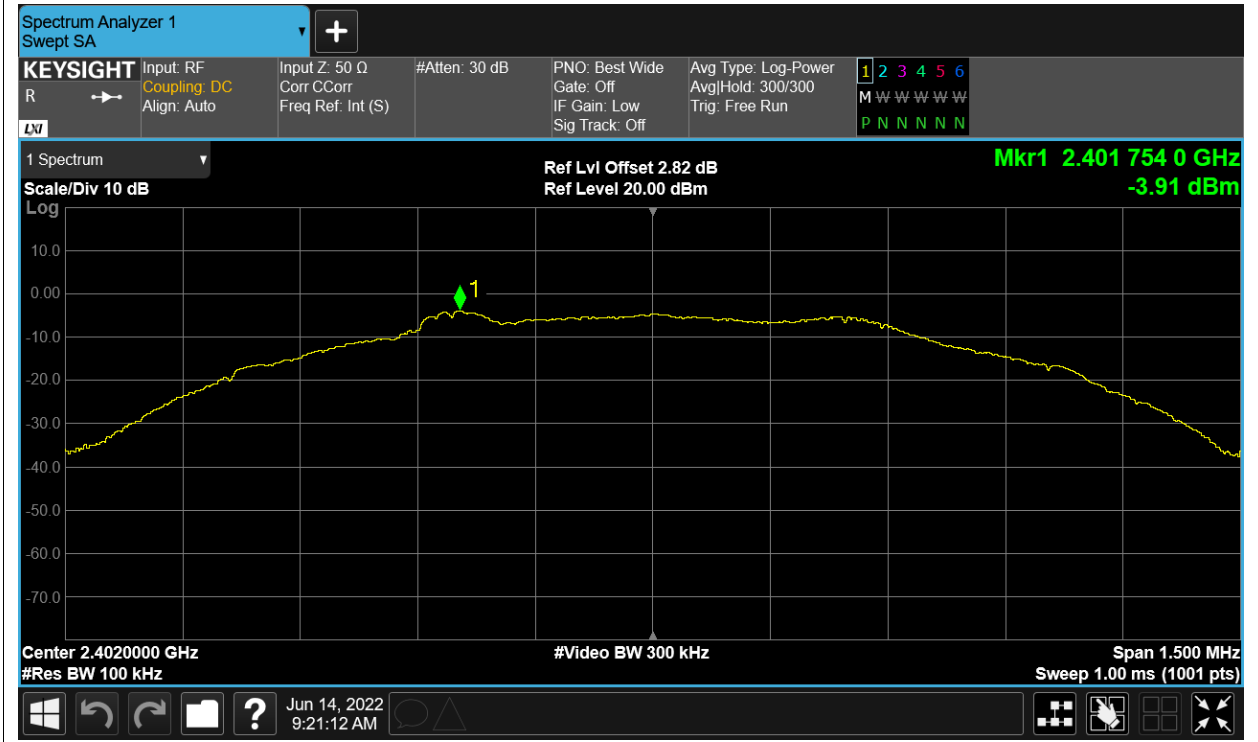 Spectrum Analyzer 1
Swept SA
+
KEYSIGHT
R
LXI
Input: RF
Coupling: DC
Align: Auto
Input Z: 50 Ω
Corr CCorr
Freq Ref: Int (S)
#Atten: 30 dB
PNO: Best Wide
Gate: Off
IF Gain: Low
Sig Track: Off
Avg Type: Log-Power
Avg|Hold: 300/300
Trig: Free Run
1 2 3 4 5 6
M W W W W W
P N N N N N
1 Spectrum
Scale/Div 10 dB
Log
Ref Lvl Offset 2.82 dB
Ref Level 20.00 dBm
Mkr1 2.401 754 0 GHz
-3.91 dBm
10.0
0.00
-10.0
-20.0
-30.0
-40.0
-50.0
-60.0
-70.0
1
Center 2.4020000 GHz
#Res BW 100 kHz
#Video BW 300 kHz
Span 1.500 MHz
Sweep 1.00 ms (1001 pts)
?
Jun 14, 2022
9:21:12 AM